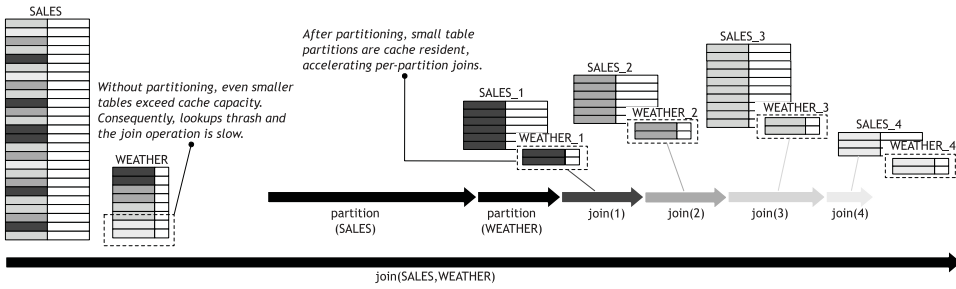 SALES
Without partitioning, even smaller
tables exceed cache capacity.
Consequently, lookups thrash and
the join operation is slow.
WEATHER
After partitioning, small table
partitions are cache resident,
accelerating per-partition joins.
SALES_1
WEATHER_1
SALES_2
WEATHER_2
SALES_3
WEATHER_3
SALES_4
WEATHER_4
partition
(SALES)
partition
(WEATHER)
join(1)
join(2)
join(3)
join(4)
join(SALES,WEATHER)